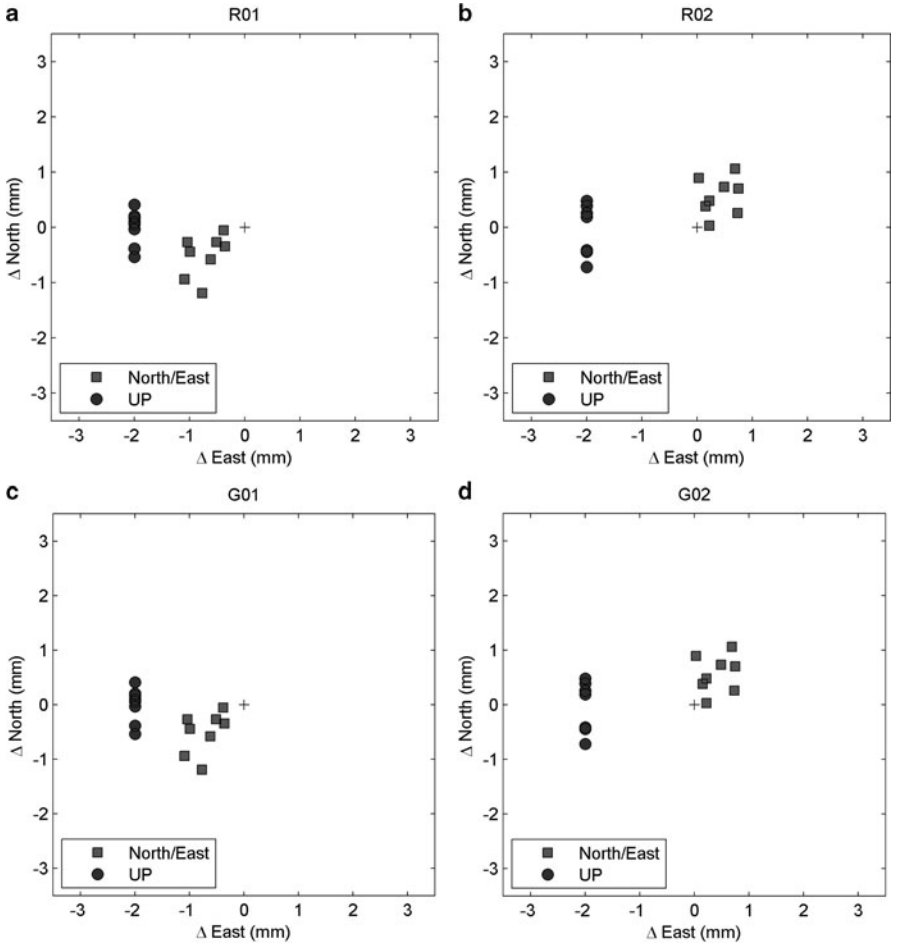 a
R01
3
2
1
0
-1
-2
-3
Δ North (mm)
North/East
UP
-3 -2 -1 0 1 2 3
Δ East (mm)
b
R02
3
2
1
0
-1
-2
-3
Δ North (mm)
North/East
UP
-3 -2 -1 0 1 2 3
Δ East (mm)
c
G01
3
2
1
0
-1
-2
-3
Δ North (mm)
North/East
UP
-3 -2 -1 0 1 2 3
Δ East (mm)
d
G02
3
2
1
0
-1
-2
-3
Δ North (mm)
North/East
UP
-3 -2 -1 0 1 2 3
Δ East (mm)